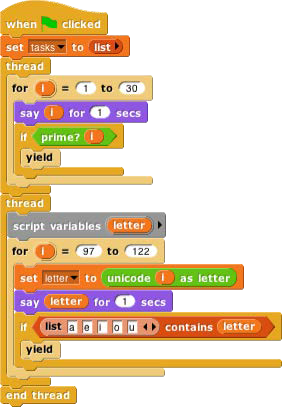 when clicked
set tasks to list
thread
for i = 1 to 30
say i for 1 secs
if prime? i
yield
thread
script variables letter
for i = 97 to 122
set letter to unicode i as letter
say letter for 1 secs
if list a e i o u contains letter
yield
end thread